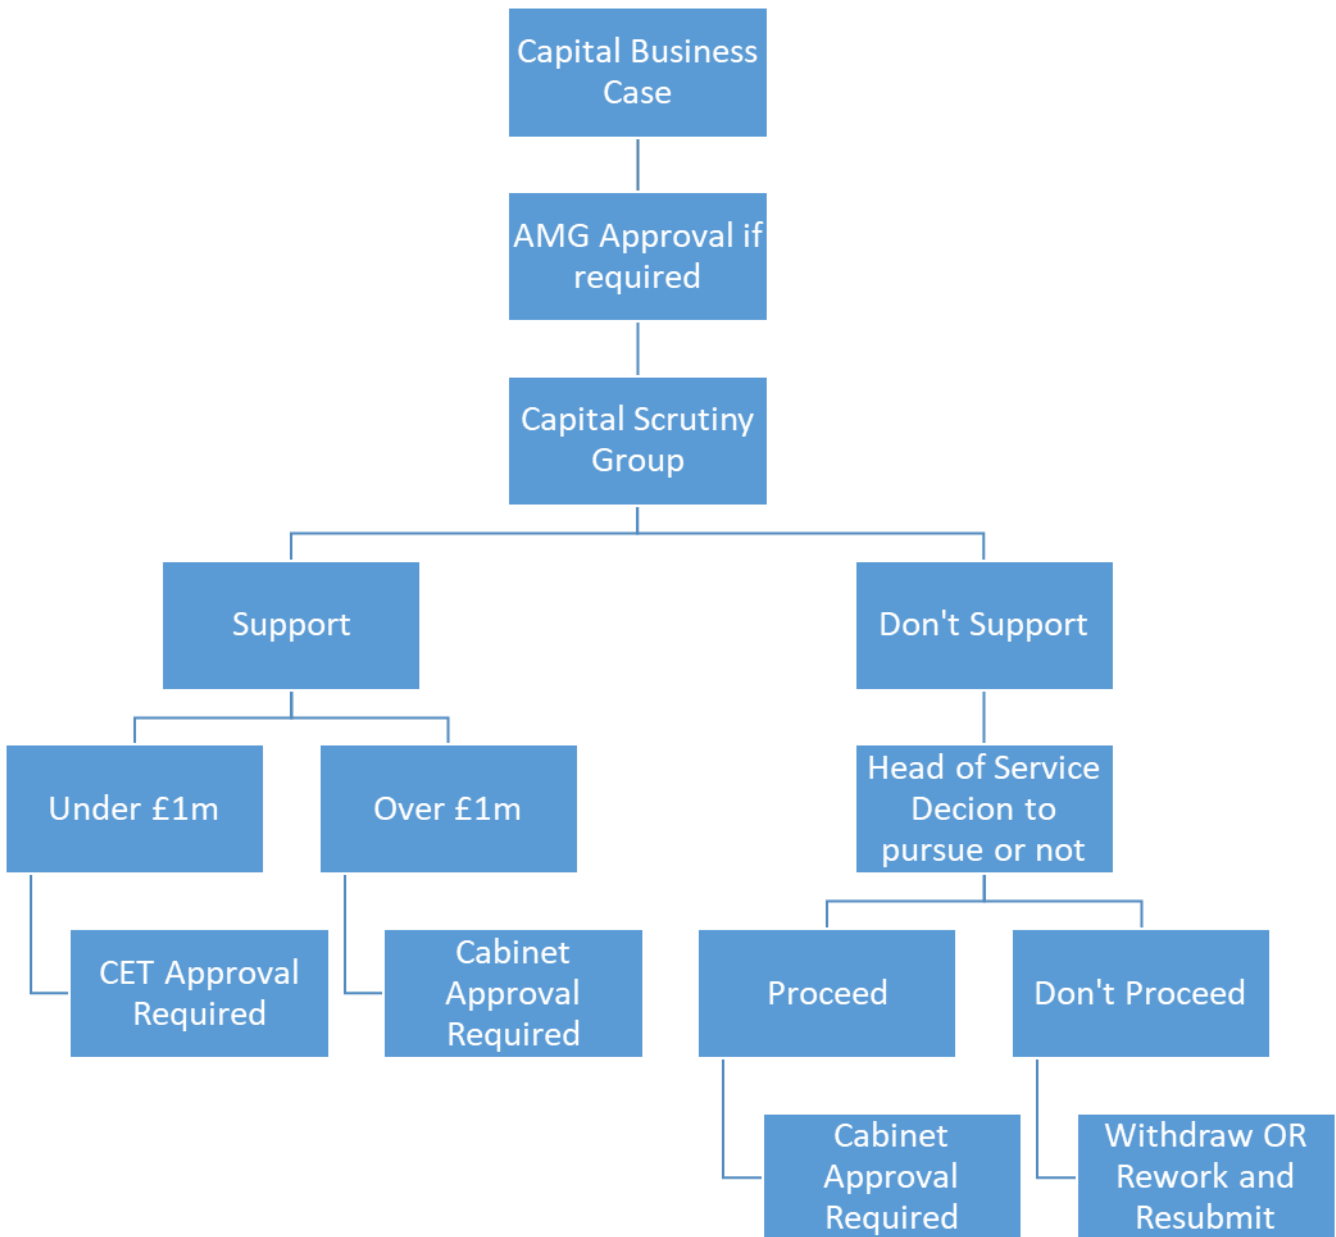 Capital Business
Case
AMG Approval if
required
Capital Scrutiny
Group
Support
Don't Support
Under £1m
Over £1m
Head of Service
Decion to
pursue or not
CET Approval
Required
Cabinet
Approval
Required
Proceed
Don't Proceed
Cabinet
Approval
Required
Withdraw OR
Rework and
Resubmit